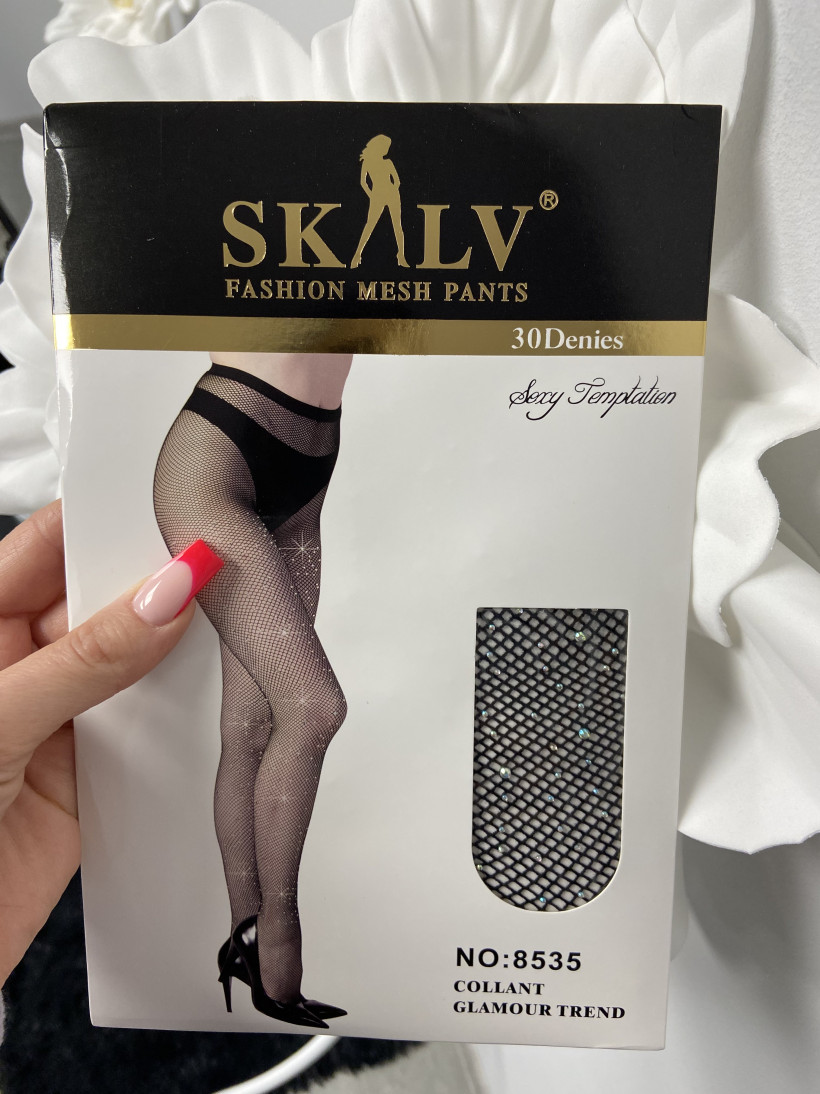 SKALV®
FASHION MESH PANTS
30Denies
Sexy Temptation
NO:8535
COLLANT
GLAMOUR TREND